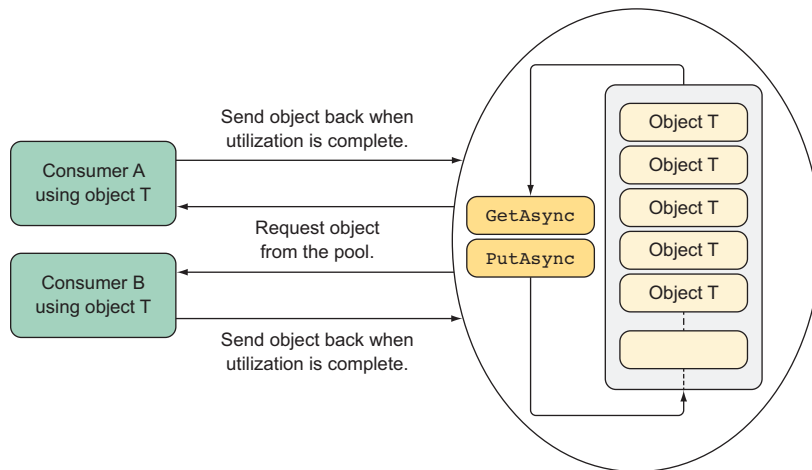 Send object back when
utilization is complete.
Consumer A
using object T
Request object
from the pool.
Consumer B
using object T
Send object back when
utilization is complete.
GetAsync
PutAsync
Object T
Object T
Object T
Object T
Object T